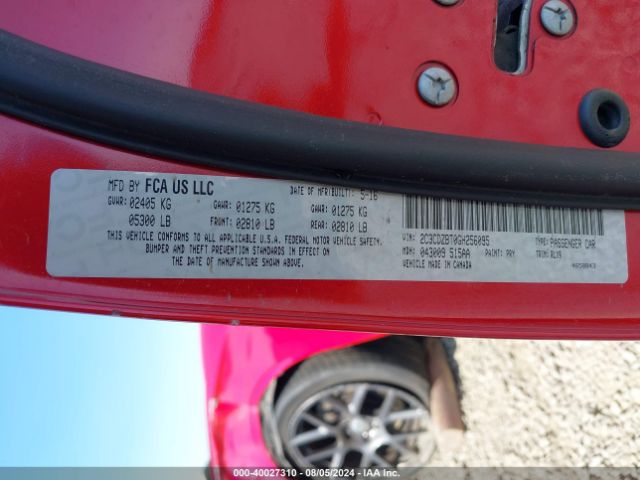 MFD BY FCA US LLC
DATE OF MFR(BUILT): 5-16
GVWR: 02405 KG GAWR: 01275 KG GAWR: 01275 KG
05300 LB FRONT: 02810 LB REAR: 02810 LB
THIS VEHICLE CONFORMS TO ALL APPLICABLE U.S.A. FEDERAL MOTOR VEHICLE SAFETY,
BUMPER AND THEFT PREVENTION STANDARDS IN EFFECT ON
THE DATE OF MANUFACTURE SHOWN ABOVE.
VIN: 2C3CDZBT0GH256095 TYPE: PASSENGER CAR
MDH: 043009 515AA PAINT: PRY TRIM: RLX9
VEHICLE MADE IN CANADA
000-40027310 - 08/05/2024 - IAA Inc.